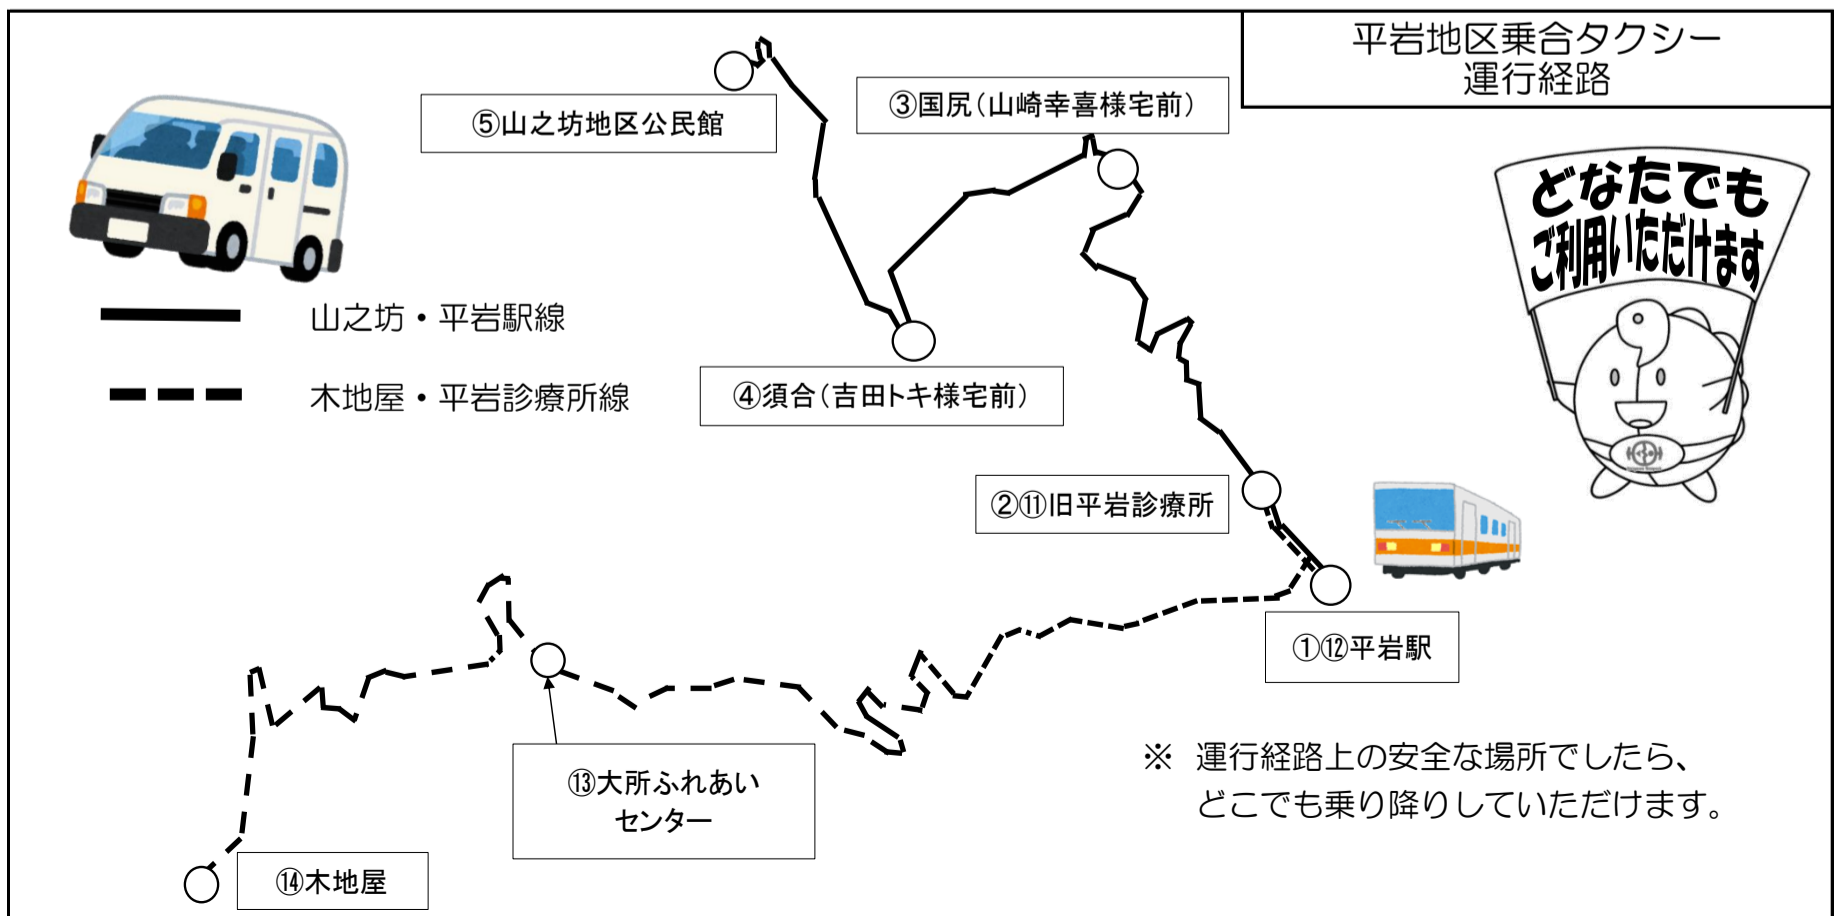 平岩地区乗合タクシー
運行経路
③国尻(山崎幸喜様宅前)
⑤山之坊地区公民館
どなたでも
ご利用いただけます
山之坊・平岩駅線
木地屋・平岩診療所線
④須合(吉田トキ様宅前)
②⑪旧平岩診療所
①⑫平岩駅
⑬大所ふれあい
センター
※ 運行経路上の安全な場所でしたら、
どこでも乗り降りしていただけます。
⑭木地屋